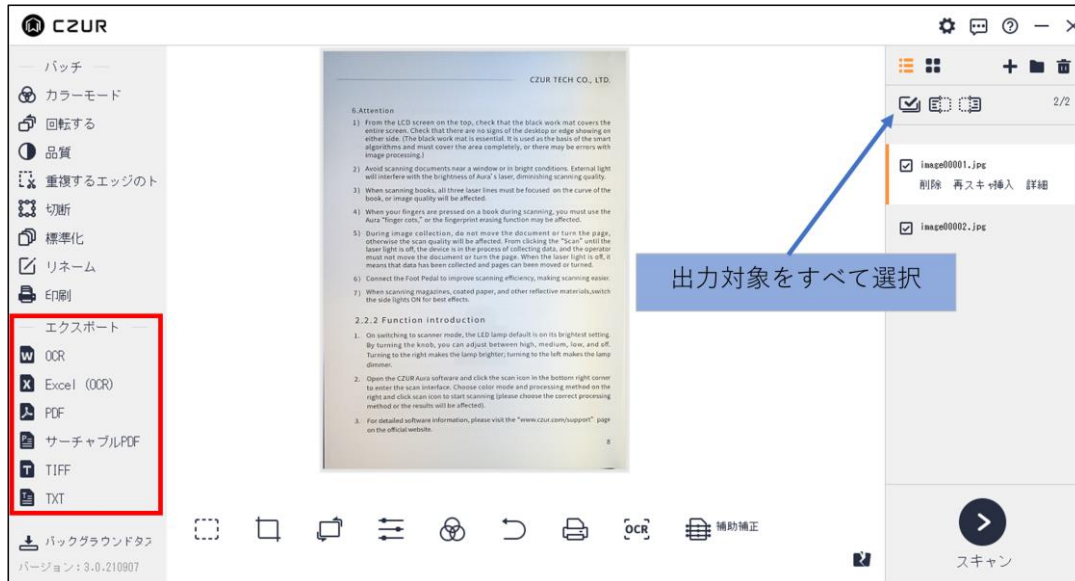 CZUR
バッチ
カラーモード
回転する
品質
重複するエッジのト
切断
標準化
リネーム
印刷
エクスポート
OCR
Excel (OCR)
PDF
サーチャブルPDF
TIFF
TXT
バックグラウンドタス
バージョン:3.0.210907
CZUR TECH CO., LTD.
6.Attention
1) From the LCD screen on the top, check that the black work mat covers the
entire screen. Check that there are no signs of the desktop or edge showing on
either side. (The black work mat is essential. It is used as the basis of the smart
algorithms and must cover the area completely, or there may be errors with
image processing.)
2) Avoid scanning documents near a window or in bright conditions. External light
will interfere with the brightness of Aura's laser, diminishing scanning quality.
3) When scanning books, all three laser lines must be focused on the curve of the
book, or image quality will be affected.
4) When your fingers are pressed on a book during scanning, you must use the
Aura "finger cots," or the fingerprint erasing function may be affected.
5) During image collection, do not move the document or turn the page,
otherwise the scan quality will be affected. From clicking the "Scan" until the
laser light is off, the device is in the process of collecting data, and the operator
must not move the document or turn the page. When the laser light is off, it
means that data has been collected and pages can been moved or turned.
6) Connect the Foot Pedal to improve scanning efficiency, making scanning easier.
7) When scanning magazines, coated paper, and other reflective materials,switch
the side lights ON for best effects.
2.2.2 Function introduction
1. On switching to scanner mode, the LED lamp default is on its brightest setting.
By turning the knob, you can adjust between high, medium, low, and off.
Turning to the right makes the lamp brighter; turning to the left makes the lamp
dimmer.
2. Open the CZUR Aura software and click the scan icon in the bottom right corner
to enter the scan interface. Choose color mode and processing method on the
right and click scan icon to start scanning (please choose the correct processing
method or the results will be affected).
3. For detailed software information, please visit the "www.czur.com/support" page
on the official website.
8
OCR
補助補正
2/2
image00001.jpg
削除 再スキャ挿入 詳細
image00002.jpg
出力対象をすべて選択
スキャン